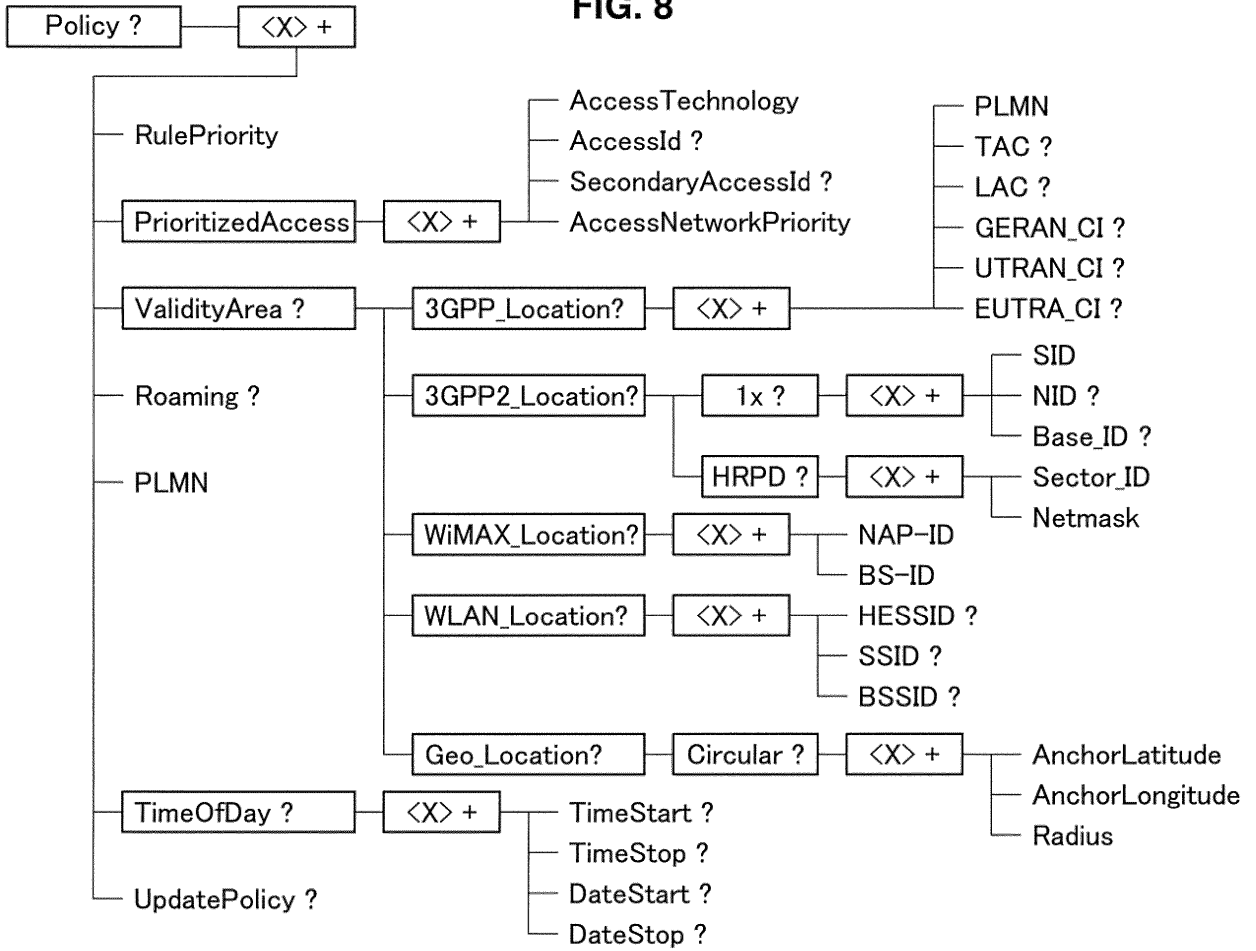 FIG. 8
Policy ?
<X> +
RulePriority
PrioritizedAccess
<X> +
AccessTechnology
AccessId ?
SecondaryAccessId ?
AccessNetworkPriority
ValidityArea ?
3GPP_Location?
<X> +
PLMN
TAC ?
LAC ?
GERAN_CI ?
UTRAN_CI ?
EUTRA_CI ?
3GPP2_Location?
1x ?
<X> +
SID
NID ?
Base_ID ?
HRPD ?
<X> +
Sector_ID
Netmask
WiMAX_Location?
<X> +
NAP-ID
BS-ID
WLAN_Location?
<X> +
HESSID ?
SSID ?
BSSID ?
Geo_Location?
Circular ?
<X> +
AnchorLatitude
AnchorLongitude
Radius
Roaming ?
PLMN
TimeOfDay ?
<X> +
TimeStart ?
TimeStop ?
DateStart ?
DateStop ?
UpdatePolicy ?